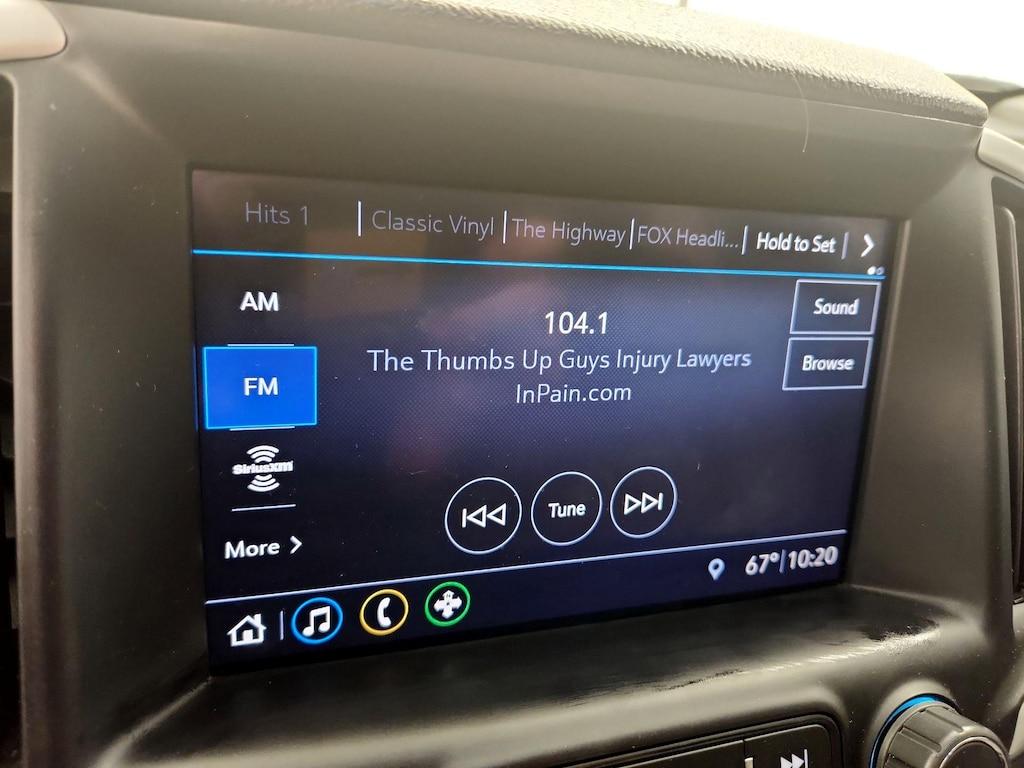 Hits 1 Classic Vinyl The Highway FOX Headli... Hold to Set
AM
Sound
104.1
The Thumbs Up Guys Injury Lawyers
InPain.com
Browse
FM
SiriusXM
Tune
More
67° 10:20